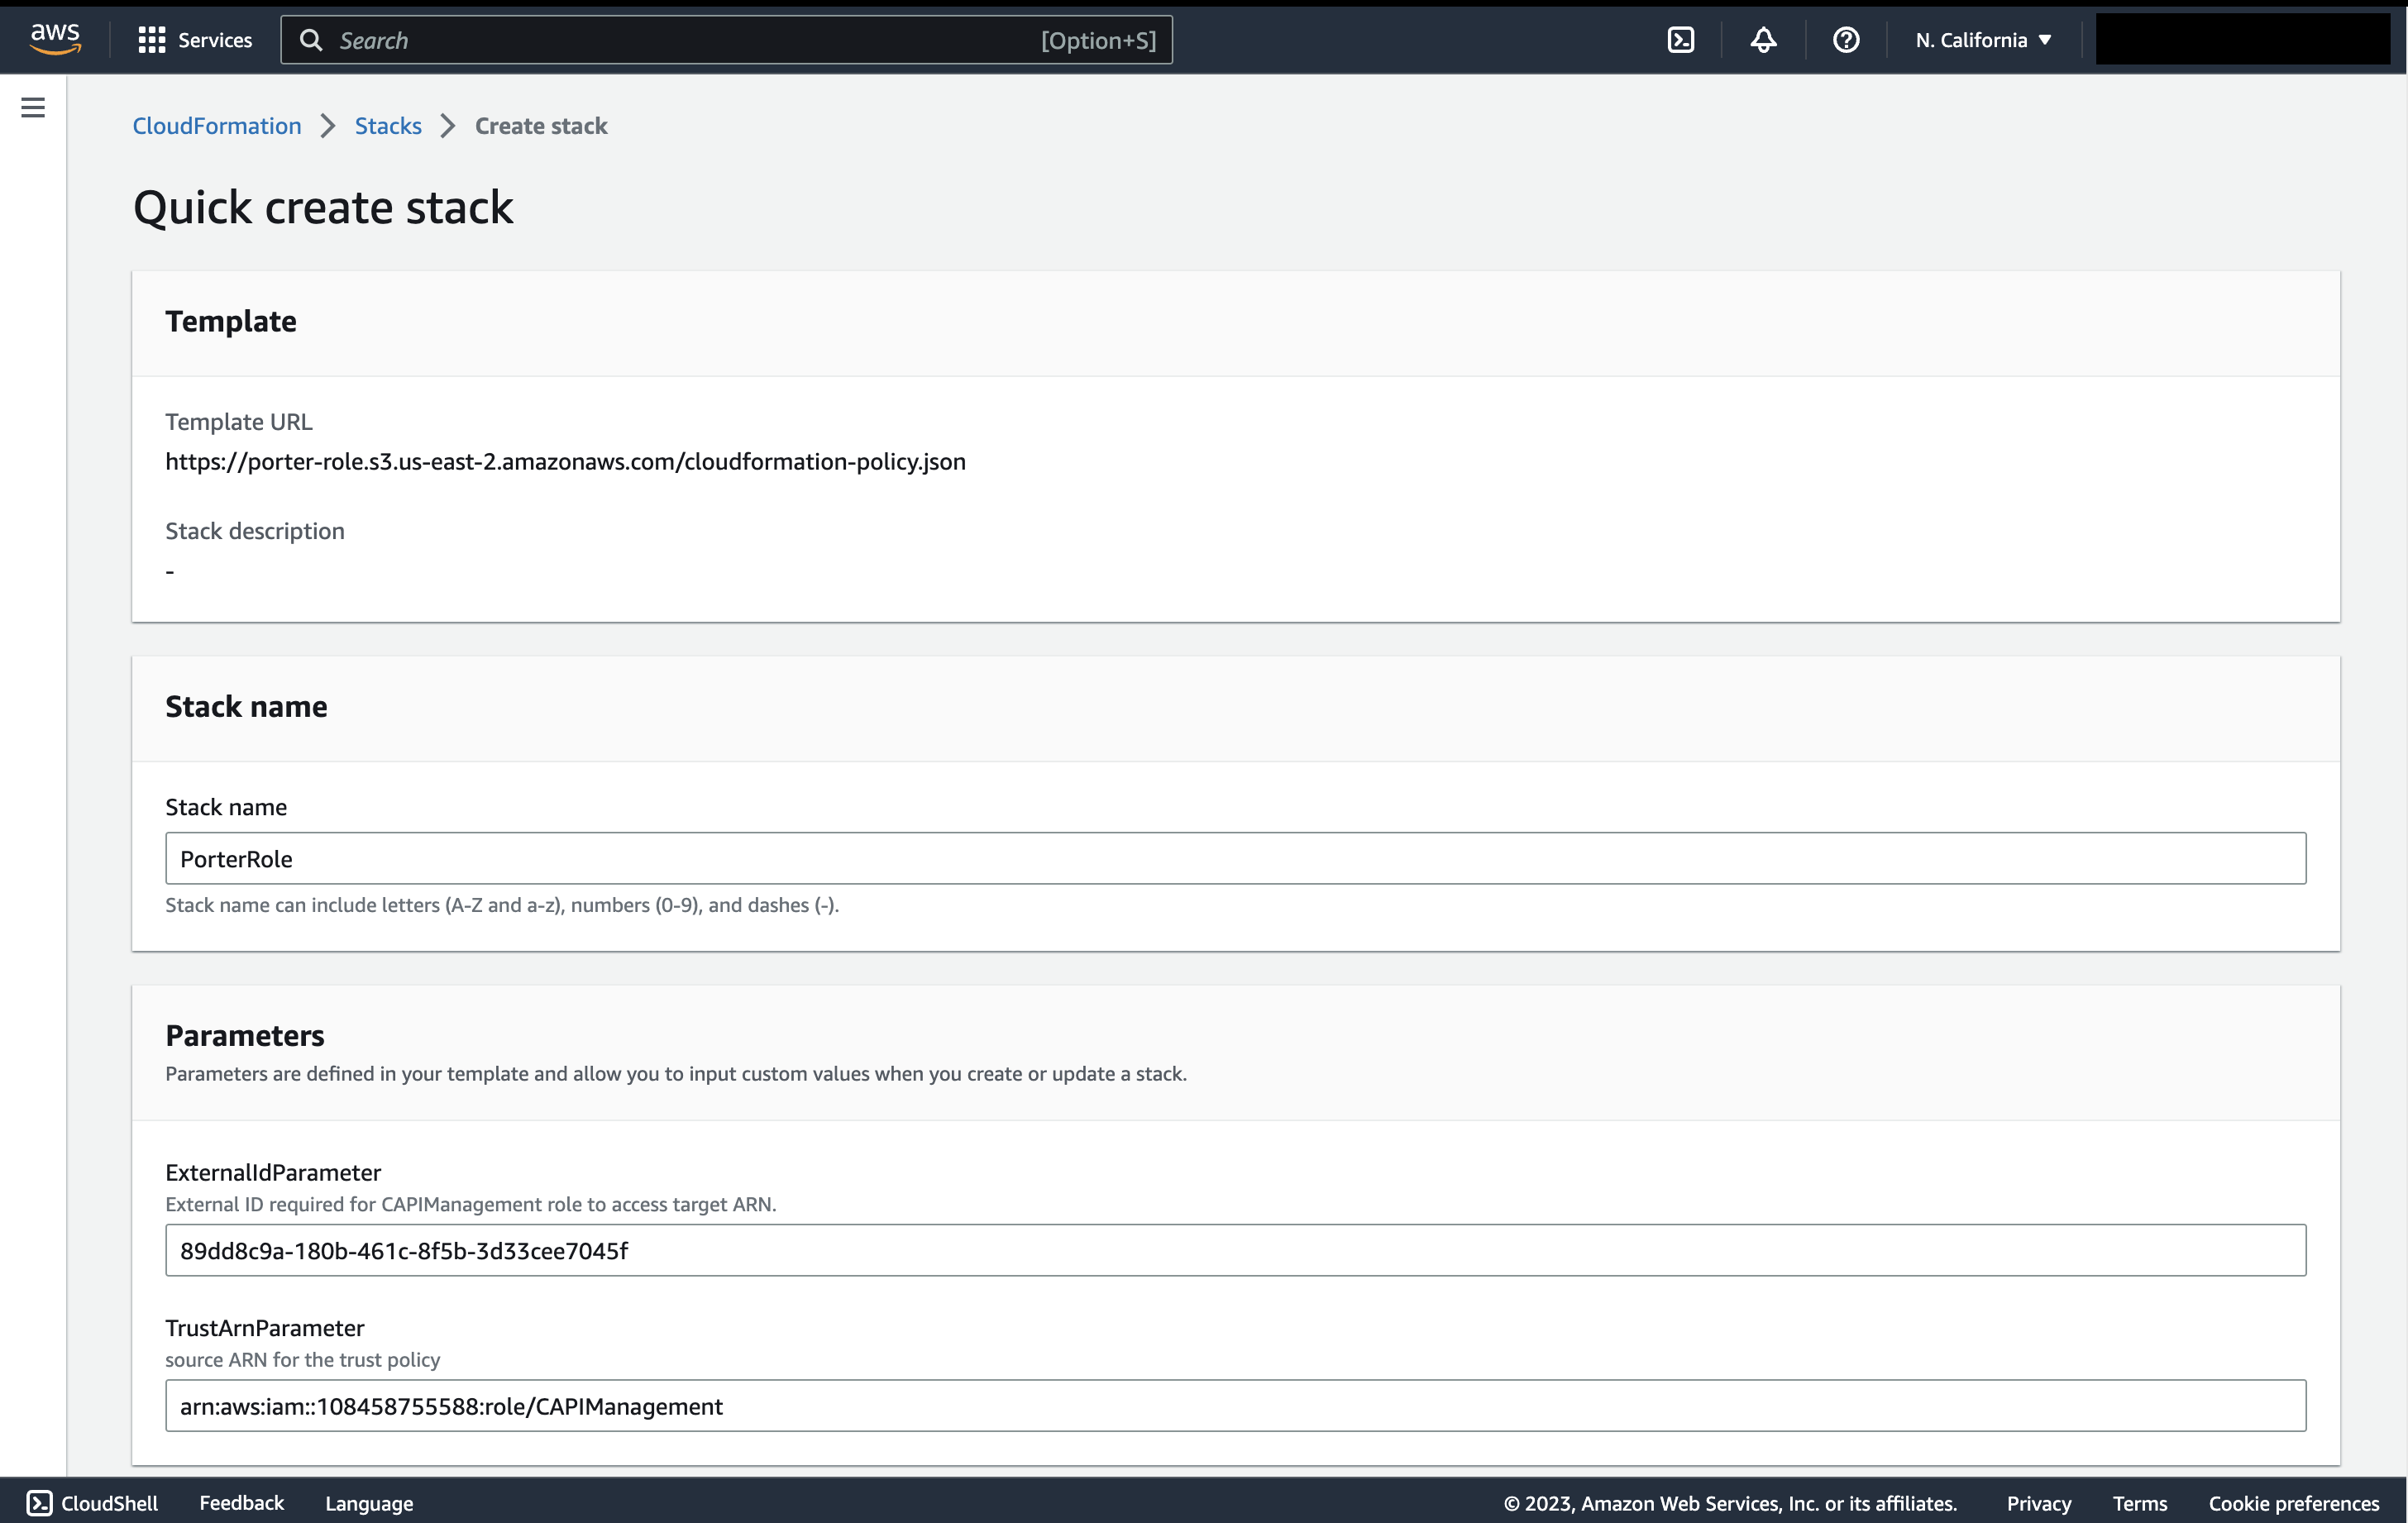 aws
Services
Search
[Option+S]
N. California
CloudFormation
Stacks
Create stack
Quick create stack
Template
Template URL
https://porter-role.s3.us-east-2.amazonaws.com/cloudformation-policy.json
Stack description
-
Stack name
Stack name
PorterRole
Stack name can include letters (A-Z and a-z), numbers (0-9), and dashes (-).
Parameters
Parameters are defined in your template and allow you to input custom values when you create or update a stack.
ExternalIdParameter
External ID required for CAPIManagement role to access target ARN.
89dd8c9a-180b-461c-8f5b-3d33cee7045f
TrustArnParameter
source ARN for the trust policy
arn:aws:iam::108458755588:role/CAPIManagement
CloudShell
Feedback
Language
© 2023, Amazon Web Services, Inc. or its affiliates.
Privacy
Terms
Cookie preferences